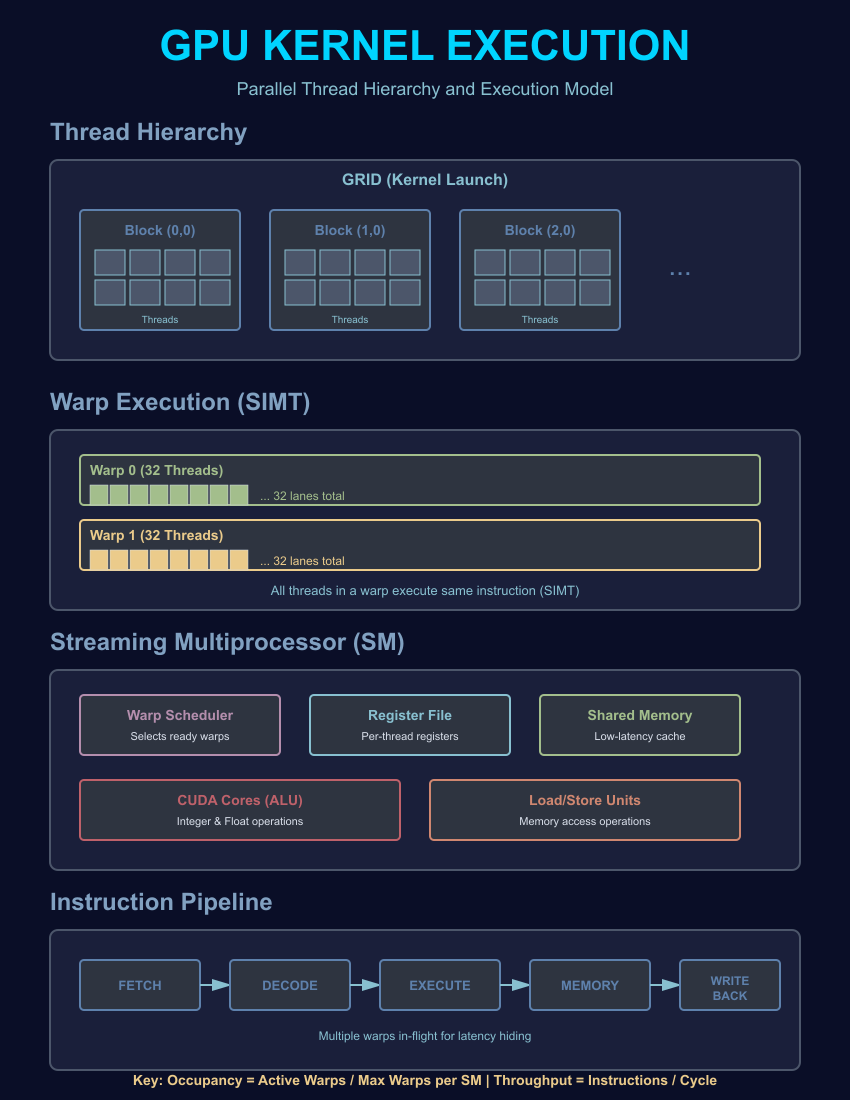 GPU KERNEL EXECUTION
Parallel Thread Hierarchy and Execution Model
Thread Hierarchy
GRID (Kernel Launch)
Block (0,0)
Block (1,0)
Block (2,0)
...
Threads
Threads
Threads
Warp Execution (SIMT)
Warp 0 (32 Threads)
... 32 lanes total
Warp 1 (32 Threads)
... 32 lanes total
All threads in a warp execute same instruction (SIMT)
Streaming Multiprocessor (SM)
Warp Scheduler
Selects ready warps
Register File
Per-thread registers
Shared Memory
Low-latency cache
CUDA Cores (ALU)
Integer & Float operations
Load/Store Units
Memory access operations
Instruction Pipeline
FETCH
DECODE
EXECUTE
MEMORY
WRITE
BACK
Multiple warps in-flight for latency hiding
Key: Occupancy = Active Warps / Max Warps per SM | Throughput = Instructions / Cycle